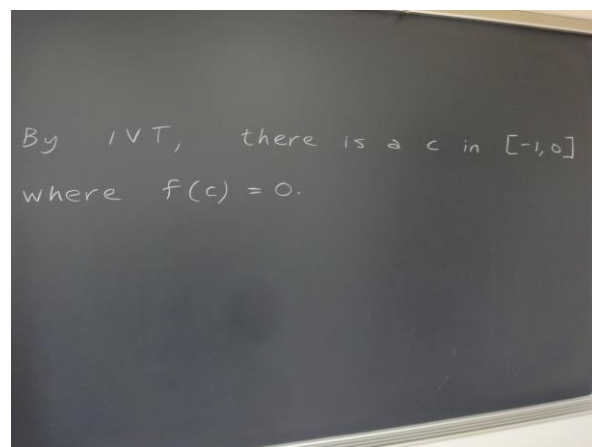 By IVT, there is a c in [-1,0]
where f(c) = 0.